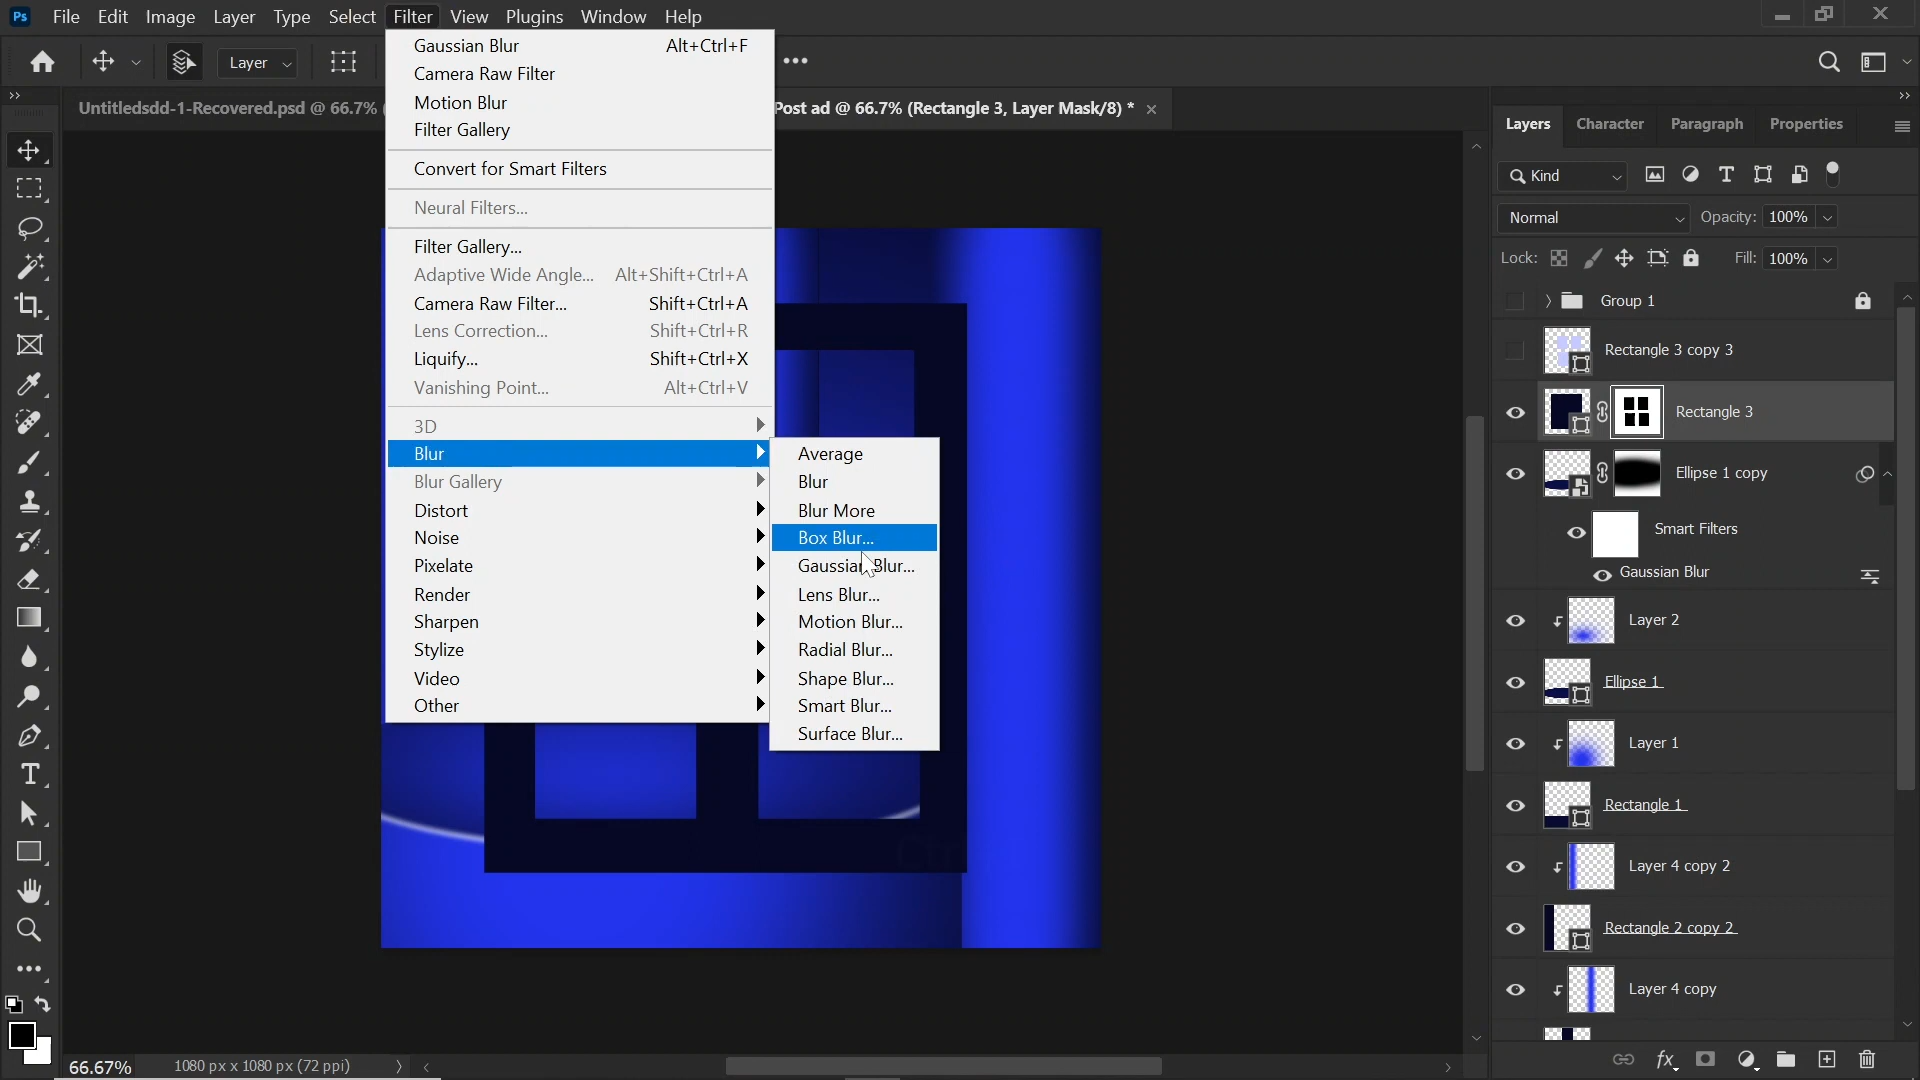 Ps File Edit Image Layer Type Select Filter View Plugins Window Help
Layer
Untitledsdd-1-Recovered.psd @ 66.7% (
Post ad @ 66.7% (Rectangle 3, Layer Mask/8) *
Gaussian Blur Alt+Ctrl+F
Camera Raw Filter
Motion Blur
Filter Gallery
Convert for Smart Filters
Neural Filters...
Filter Gallery...
Adaptive Wide Angle... Alt+Shift+Ctrl+A
Camera Raw Filter... Shift+Ctrl+A
Lens Correction... Shift+Ctrl+R
Liquify... Shift+Ctrl+X
Vanishing Point... Alt+Ctrl+V
3D
Blur
Blur Gallery
Distort
Noise
Pixelate
Render
Sharpen
Stylize
Video
Other
Average
Blur
Blur More
Box Blur...
Gaussian Blur...
Lens Blur...
Motion Blur...
Radial Blur...
Shape Blur...
Smart Blur...
Surface Blur...
Layers Character Paragraph Properties
Kind
Normal Opacity: 100%
Lock: Fill: 100%
Group 1
Rectangle 3 copy 3
Rectangle 3
Ellipse 1 copy
Smart Filters
Gaussian Blur
Layer 2
Ellipse 1
Layer 1
Rectangle 1
Layer 4 copy 2
Rectangle 2 copy 2
Layer 4 copy
fx
66.67% 1080 px x 1080 px (72 ppi)